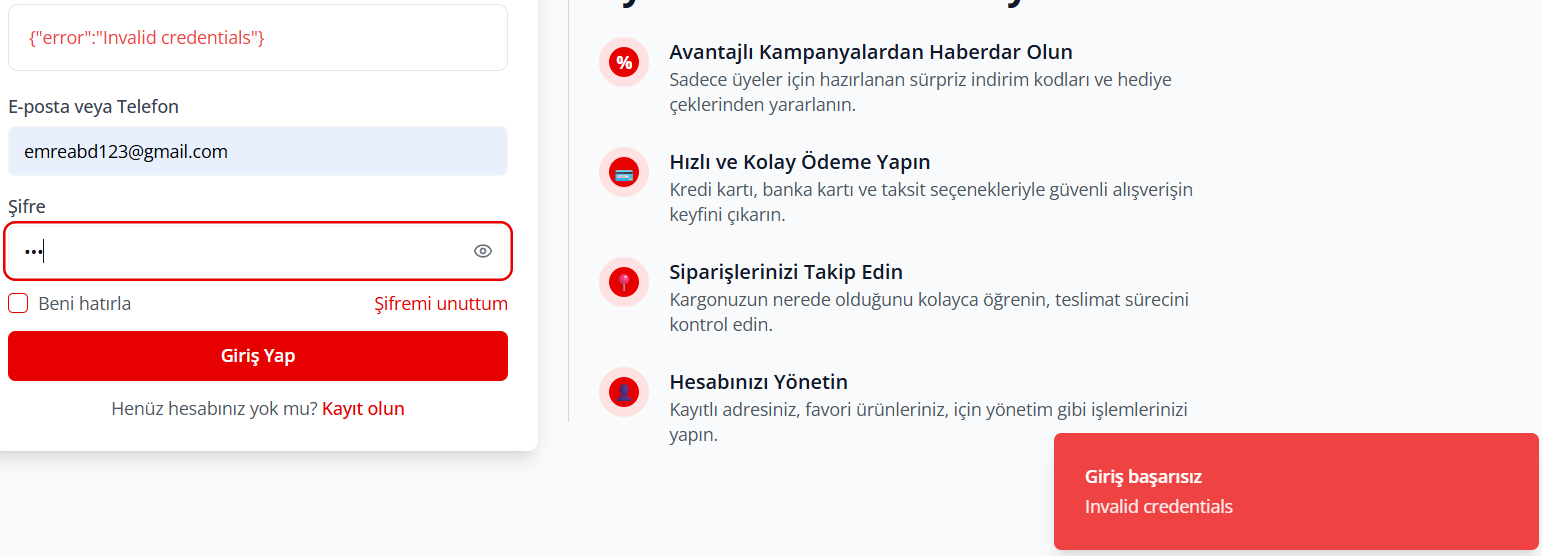 {"error":"Invalid credentials"}
E-posta veya Telefon
emreabd123@gmail.com
Şifre
•••
Beni hatırla
Şifremi unuttum
Giriş Yap
Henüz hesabınız yok mu? Kayıt olun
%
Avantajlı Kampanyalardan Haberdar Olun
Sadece üyeler için hazırlanan sürpriz indirim kodları ve hediye
çeklerinden yararlanın.
Hızlı ve Kolay Ödeme Yapın
Kredi kartı, banka kartı ve taksit seçenekleriyle güvenli alışverişin
keyfini çıkarın.
Siparişlerinizi Takip Edin
Kargonuzun nerede olduğunu kolayca öğrenin, teslimat sürecini
kontrol edin.
Hesabınızı Yönetin
Kayıtlı adresiniz, favori ürünleriniz, için yönetim gibi işlemlerinizi
yapın.
Giriş başarısız
Invalid credentials